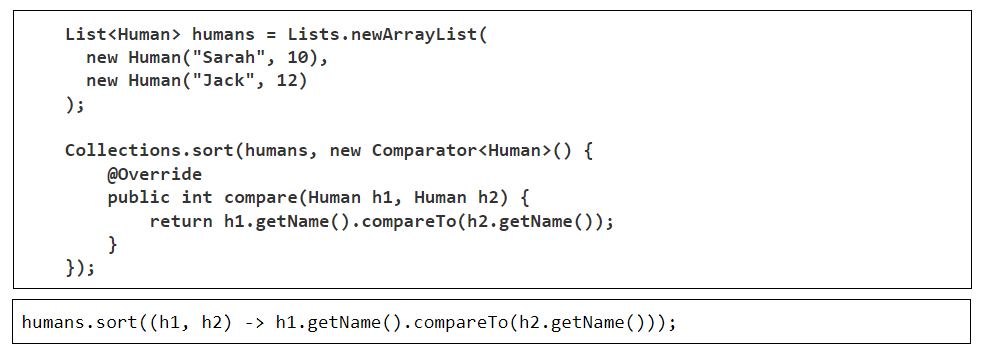 List<Human> humans = Lists.newArrayList(
  new Human("Sarah", 10),
  new Human("Jack", 12)
);

Collections.sort(humans, new Comparator<Human>() {
    @Override
    public int compare(Human h1, Human h2) {
        return h1.getName().compareTo(h2.getName());
    }
});
humans.sort((h1, h2) -> h1.getName().compareTo(h2.getName()));